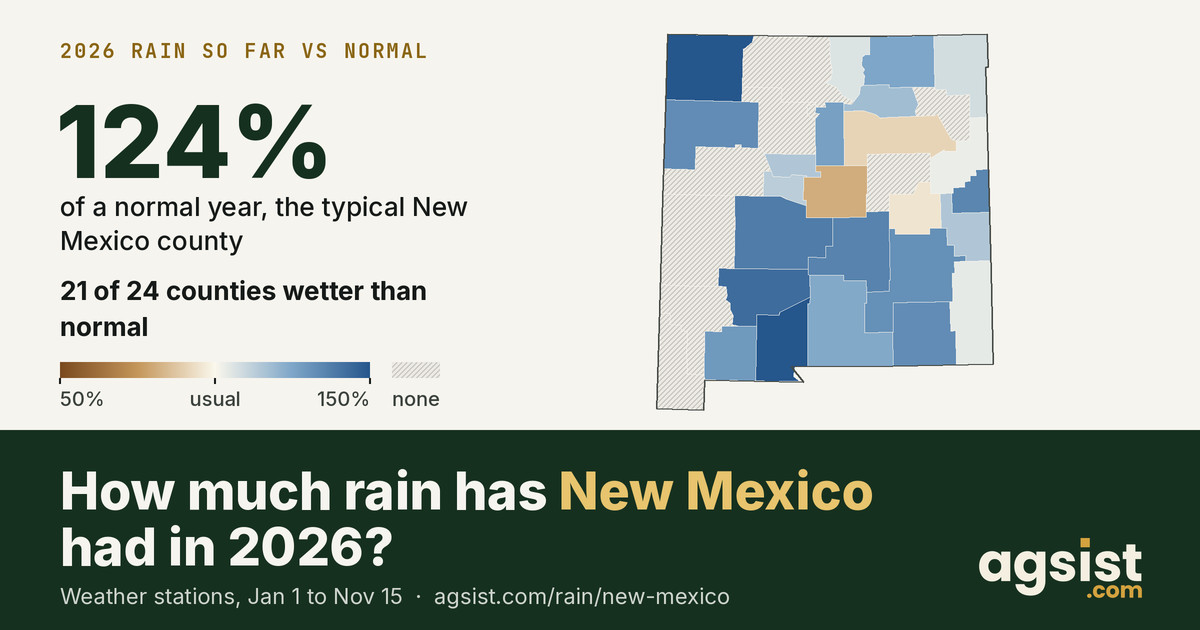 2026 RAIN SO FAR VS NORMAL
124%
of a normal year, the typical New
Mexico county
21 of 24 counties wetter than
normal
50% usual 150% none
How much rain has New Mexico
had in 2026?
Weather stations, Jan 1 to Nov 15 · agsist.com/rain/new-mexico
agsist
.com